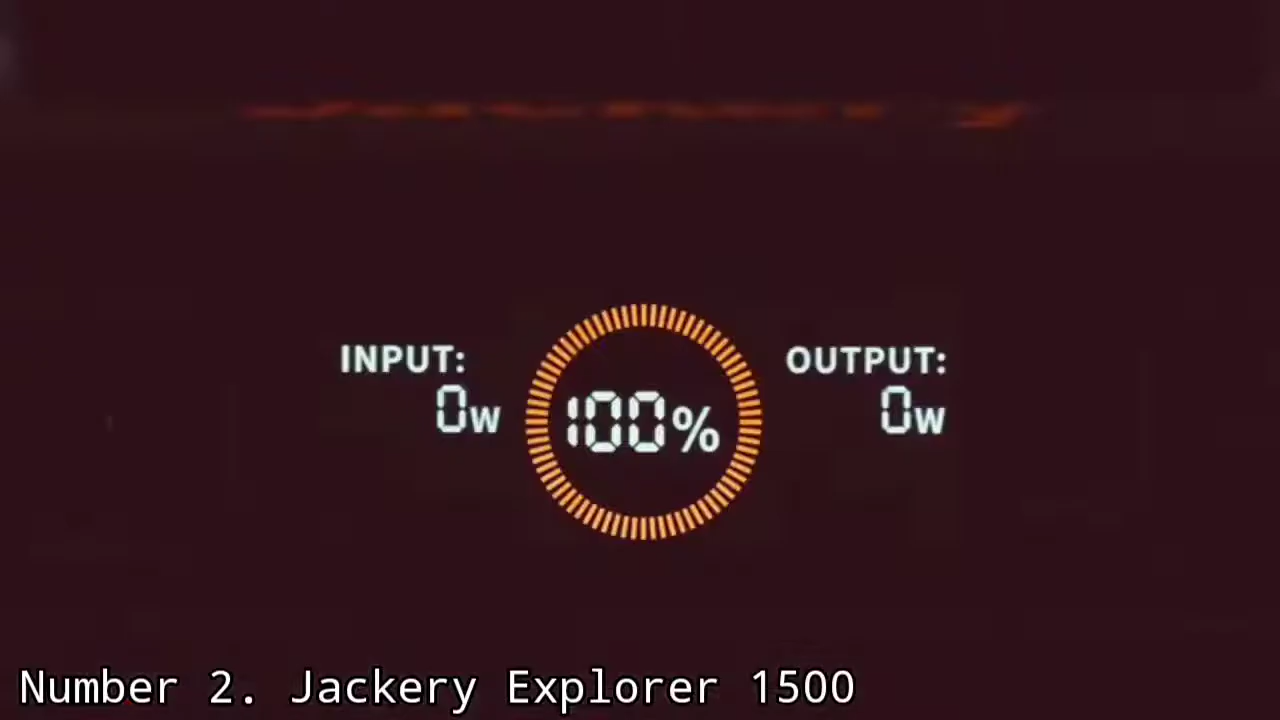 INPUT:
0W
100%
OUTPUT:
0W
Number 2. Jackery Explorer 1500